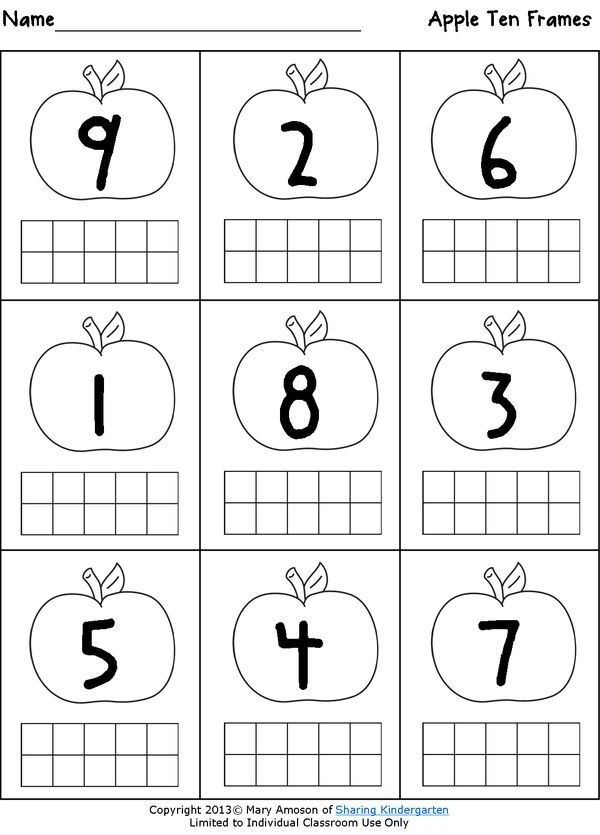 Name
Apple Ten Frames
9 2 6
1 8 3
5 4 7
Copyright 2013© Mary Amoson of Sharing Kindergarten
Limited to Individual Classroom Use Only